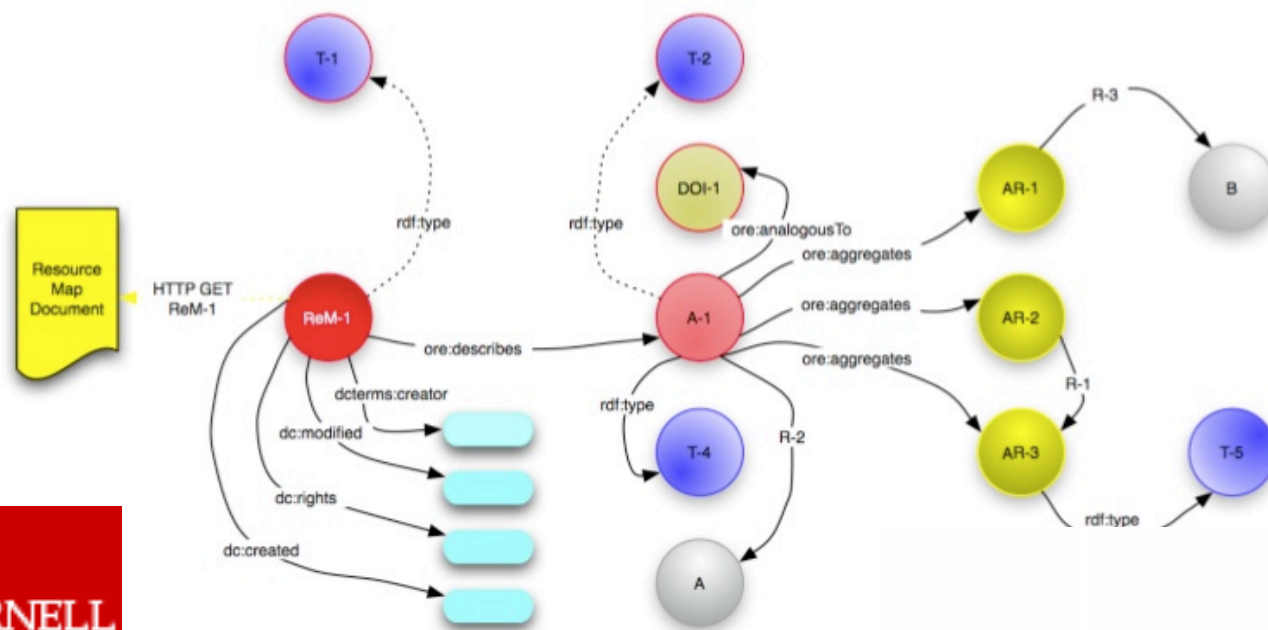 T-1
T-2
R-3
DOI-1
AR-1
B
rdf:type
rdf:type
ore:analogousTo
ore:aggregates
Resource
Map
Document
HTTP GET
ReM-1
ReM-1
A-1
ore:aggregates
AR-2
ore:describes
ore:aggregates
R-1
dcterms:creator
rdf:type
dc:modified
R-2
T-4
AR-3
T-5
dc:rights
rdf:type
dc:created
A
RNELL